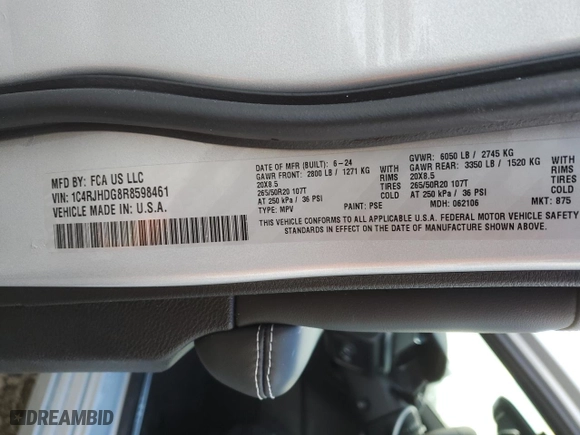 MFD BY: FCA US LLC
VIN: 1C4RJHDG8R8598461
VEHICLE MADE IN U.S.A.
DATE OF MFR (BUILT): 6-24
GAWR FRONT: 2800 LB / 1271 KG
20X8.5 RIMS
265/50R20 107T TIRES
AT 250 kPa / 36 PSI
TYPE: MPV
PAINT: PSE
GVWR: 6050 LB / 2745 KG
GAWR REAR: 3350 LB / 1520 KG
20X8.5 RIMS
265/50R20 107T TIRES
AT 250 kPa / 36 PSI
MDH: 062106
MKT: 875
THIS VEHICLE CONFORMS TO ALL APPLICABLE U.S.A. FEDERAL MOTOR VEHICLE SAFETY
STANDARDS IN EFFECT ON THE DATE OF MANUFACTURE SHOWN ABOVE.
DREAMBID